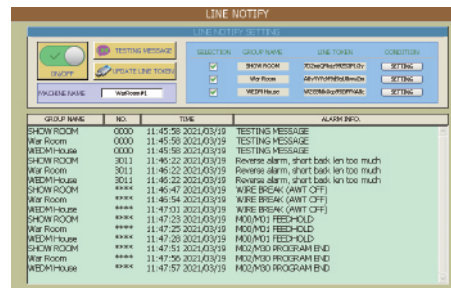 LINE NOTIFY
LINE NOTIFY SETTING
ON/OFF
TESTING MESSAGE
UPDATE LINE TOKEN
MACHINE NAME WarRoom#1
SELECTION GROUP NAME LINE TOKEN CONDITION
SHOW ROOM SETTING
War Room SETTING
WEDM House SETTING
GROUP NAME NO. TIME ALARM INFO.
SHOW ROOM 0000 11:45:58 2021/03/19 TESTING MESSAGE
War Room 0000 11:45:58 2021/03/19 TESTING MESSAGE
WEDM House 0000 11:45:58 2021/03/19 TESTING MESSAGE
SHOW ROOM 3011 11:46:22 2021/03/19 Reverse alarm, short back len too much
War Room 3011 11:46:22 2021/03/19 Reverse alarm, short back len too much
WEDM House 3011 11:46:22 2021/03/19 Reverse alarm, short back len too much
SHOW ROOM **** 11:46:47 2021/03/19 WIRE BREAK (AWT OFF)
War Room **** 11:46:54 2021/03/19 WIRE BREAK (AWT OFF)
WEDM House **** 11:47:01 2021/03/19 WIRE BREAK (AWT OFF)
SHOW ROOM **** 11:47:23 2021/03/19 M00/M01 FEEDHOLD
War Room **** 11:47:25 2021/03/19 M00/M01 FEEDHOLD
WEDM House **** 11:47:28 2021/03/19 M00/M01 FEEDHOLD
SHOW ROOM **** 11:47:51 2021/03/19 M02/M30 PROGRAM END
War Room **** 11:47:56 2021/03/19 M02/M30 PROGRAM END
WEDM House **** 11:47:57 2021/03/19 M02/M30 PROGRAM END